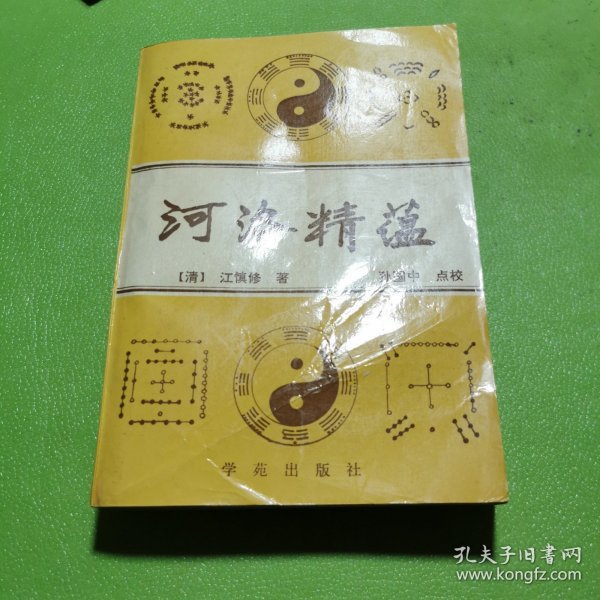 河洛精蕴
【清】 江慎修 著
孙国中 点校
学苑出版社
孔夫子旧书网
www.kongfz.com